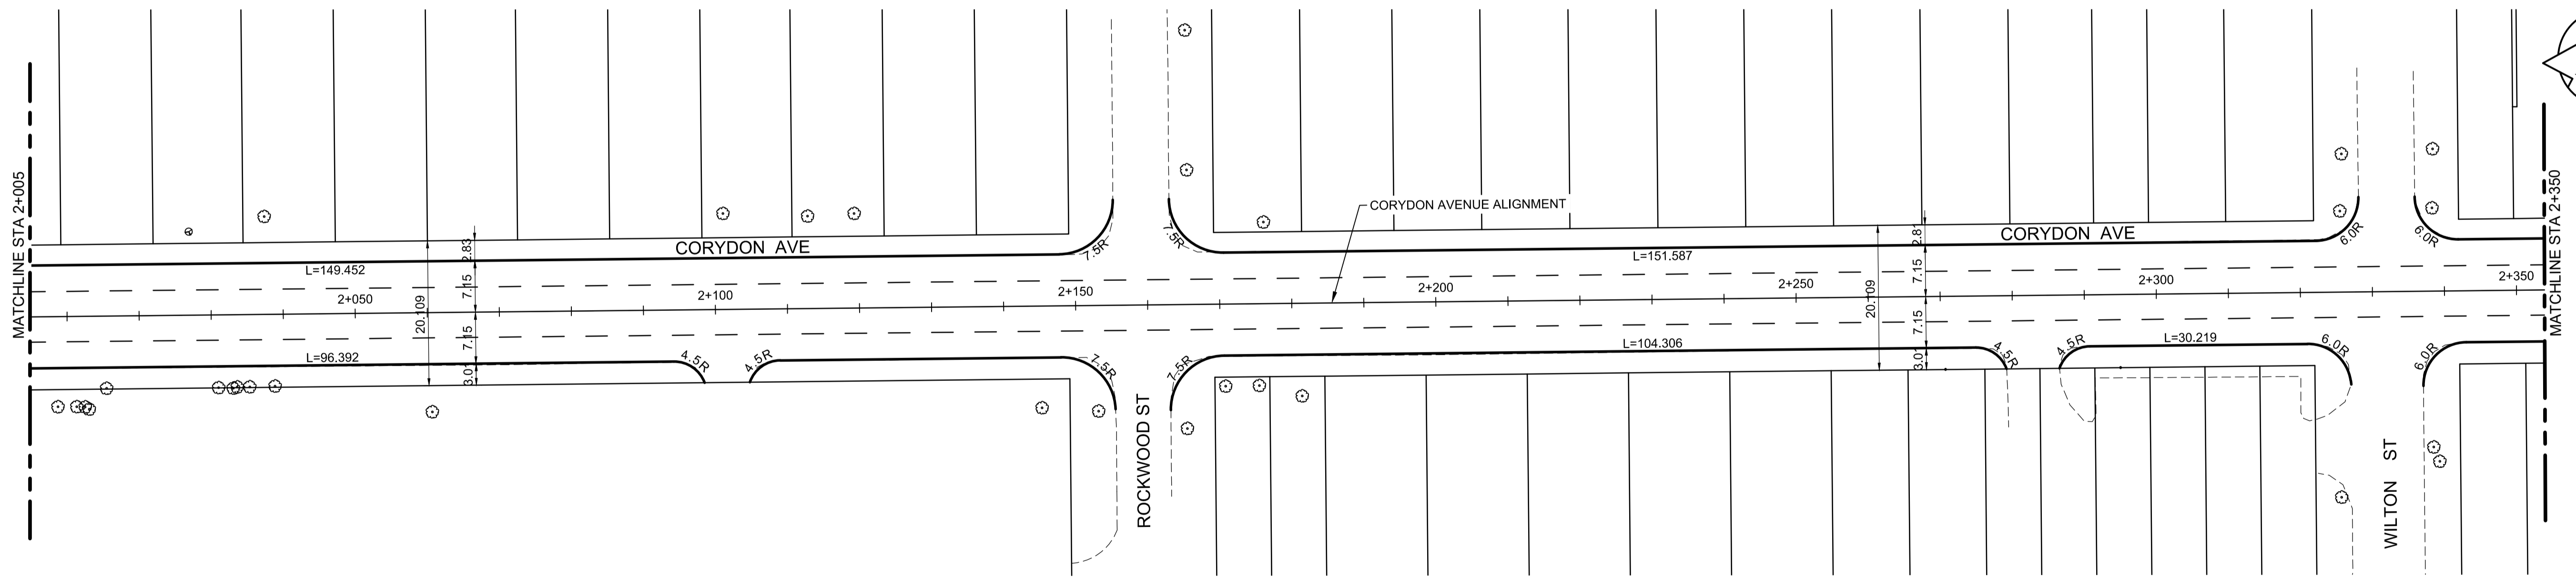 MATCHLINE STA 2+005
CORYDON AVE
2.83
7.5R
L=149.452
7.15
2+050
2+100
2+150
20.109
7.15
L=96.392
3.01
4.5R
4.5R
7.5R
ROCKWOOD ST
7.5R
CORYDON AVENUE ALIGNMENT
L=151.587
2.81
CORYDON AVE
6.0R
6.0R
7.15
2+200
2+250
2+300
2+350
20.109
7.15
7.5R
L=104.306
3.01
4.5R
4.5R
L=30.219
6.0R
6.0R
WILTON ST
MATCHLINE STA 2+350